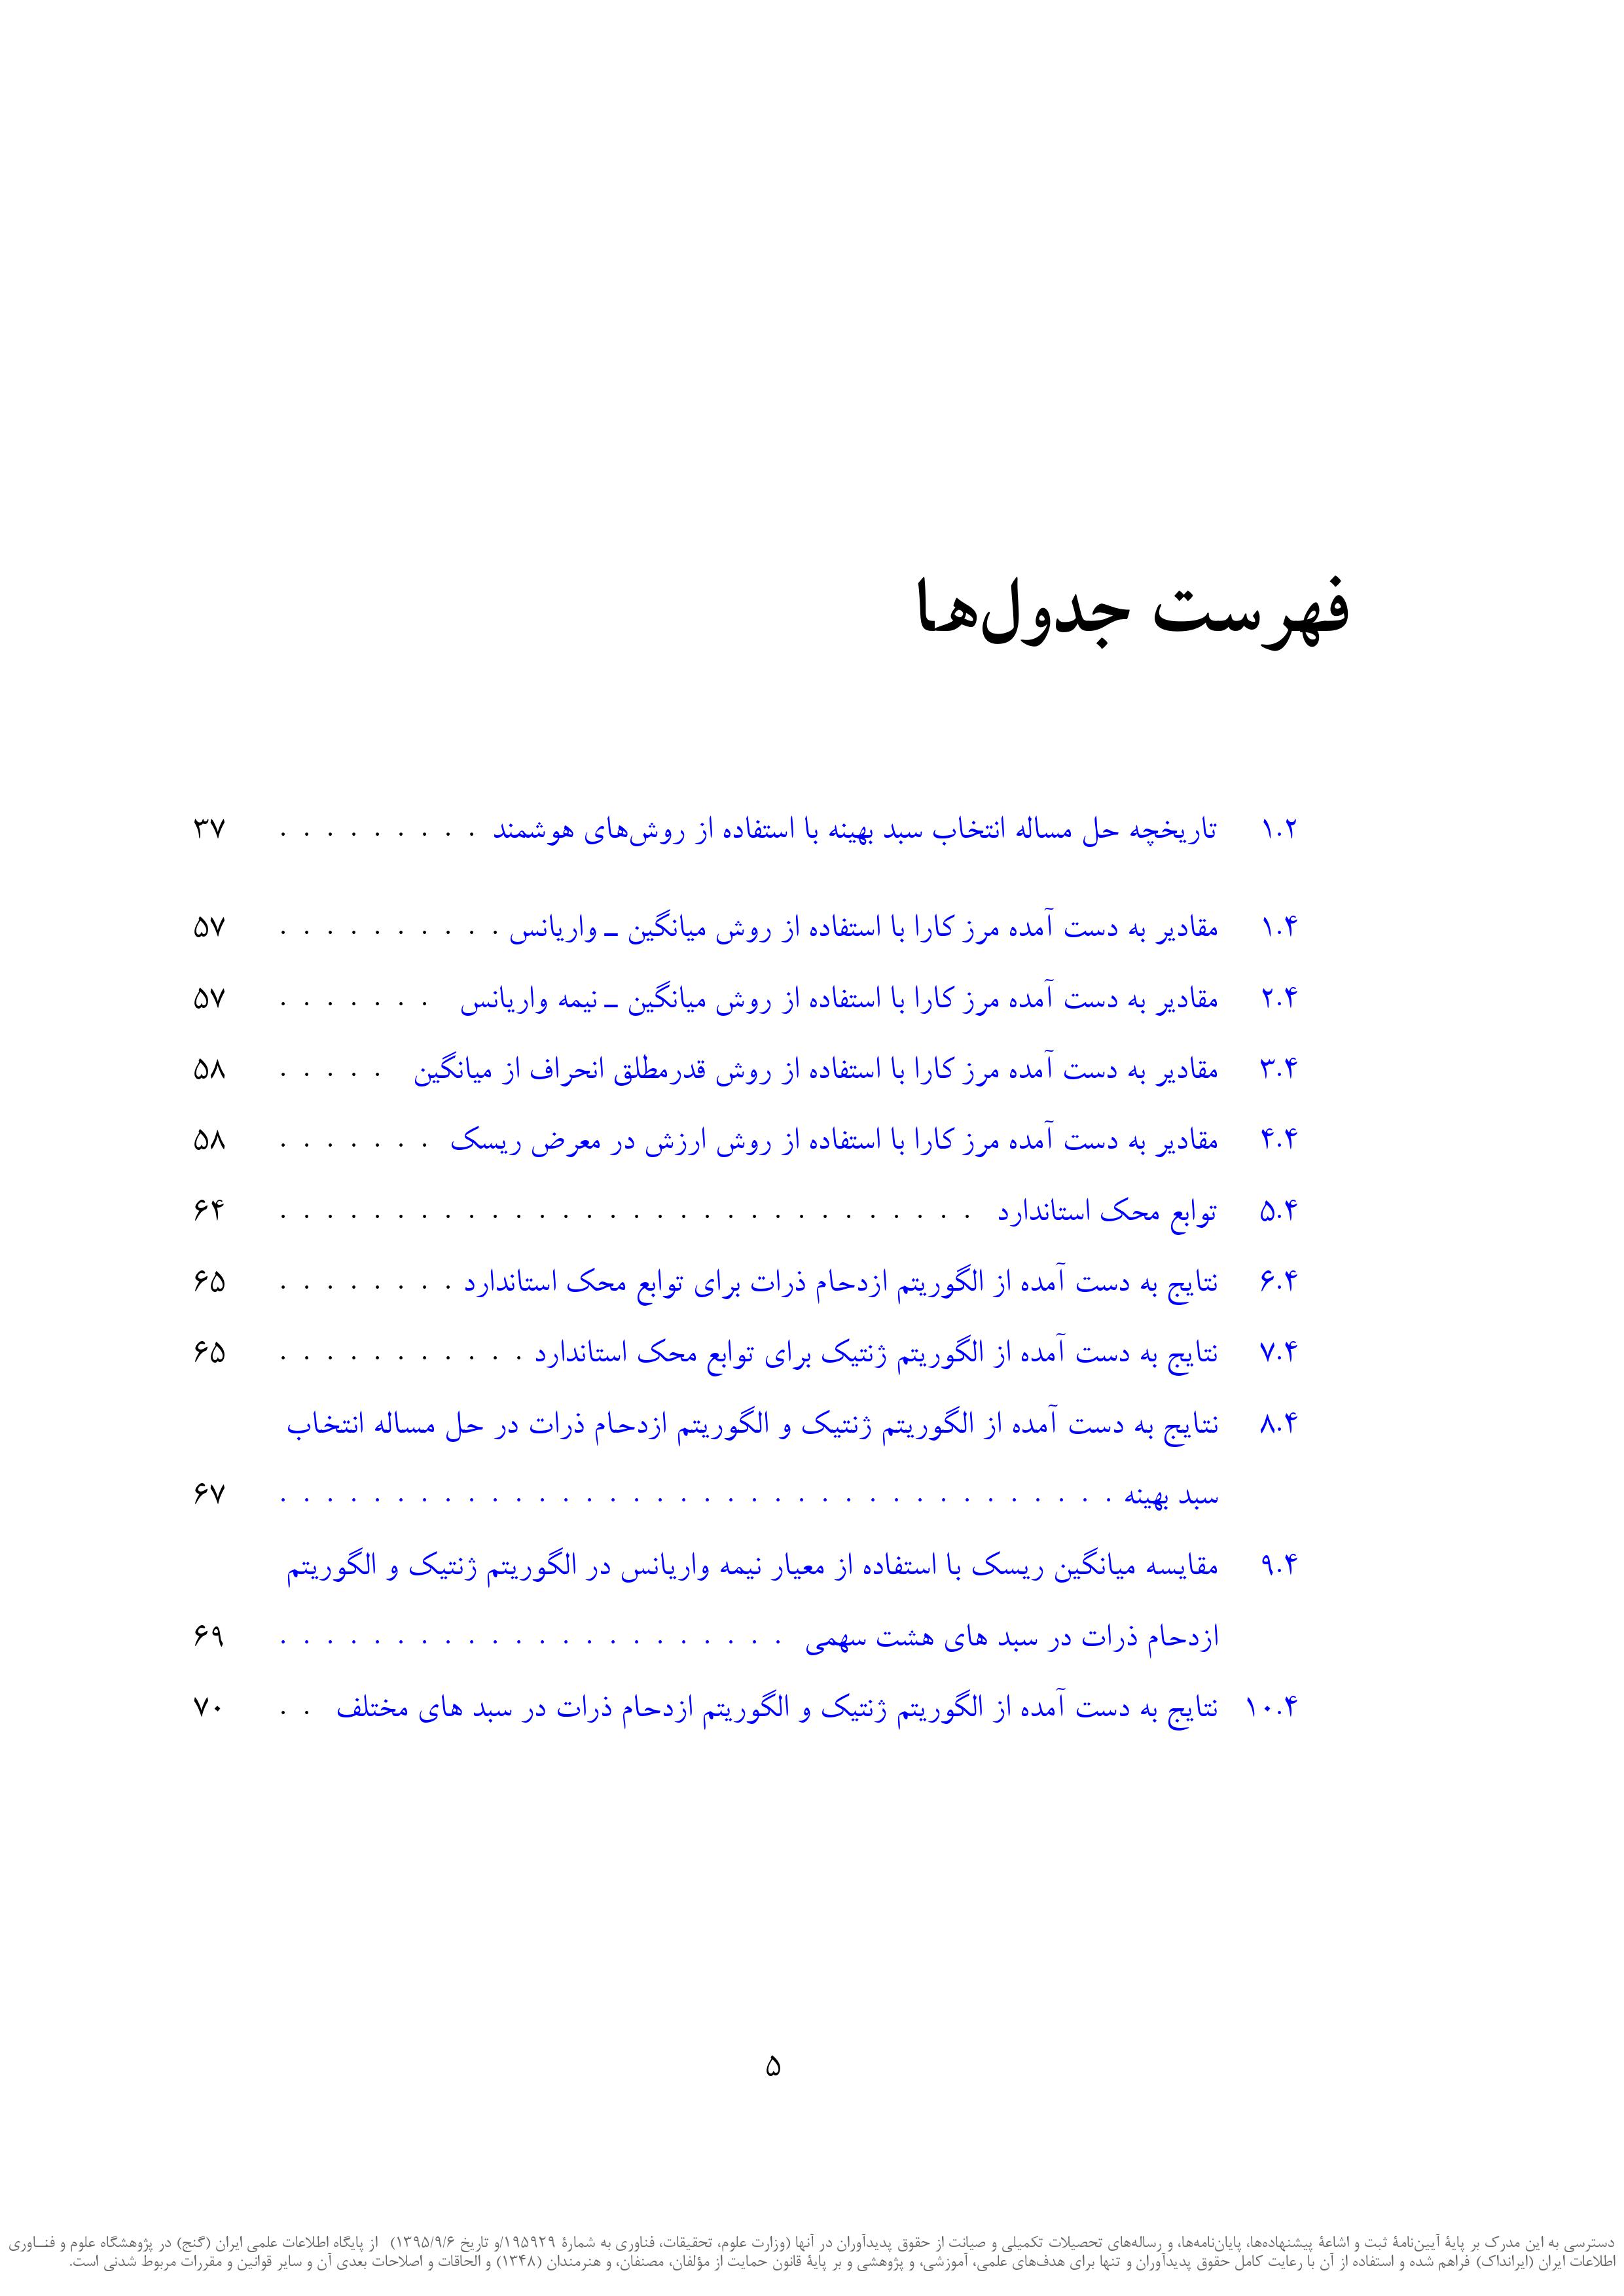 فهرست جدول‌ها
۱.۲ تاریخچه حل مساله انتخاب سبد بهینه با استفاده از روش‌های هوشمند . . . . . . . . . ۳۷
۱.۴ مقادیر به دست آمده مرز کارا با استفاده از روش میانگین ــ واریانس . . . . . . . . . . ۵۷
۲.۴ مقادیر به دست آمده مرز کارا با استفاده از روش میانگین ــ نیمه واریانس . . . . . . . ۵۷
۳.۴ مقادیر به دست آمده مرز کارا با استفاده از روش قدرمطلق انحراف از میانگین . . . . . ۵۸
۴.۴ مقادیر به دست آمده مرز کارا با استفاده از روش ارزش در معرض ریسک . . . . . . . ۵۸
۵.۴ توابع محک استاندارد . . . . . . . . . . . . . . . . . . . . . . . . . . . . . . ۶۴
۶.۴ نتایج به دست آمده از الگوریتم ازدحام ذرات برای توابع محک استاندارد . . . . . . . . ۶۵
۷.۴ نتایج به دست آمده از الگوریتم ژنتیک برای توابع محک استاندارد . . . . . . . . . . . ۶۵
۸.۴ نتایج به دست آمده از الگوریتم ژنتیک و الگوریتم ازدحام ذرات در حل مساله انتخاب
سبد بهینه . . . . . . . . . . . . . . . . . . . . . . . . . . . . . . . . . . . . ۶۷
۹.۴ مقایسه میانگین ریسک با استفاده از معیار نیمه واریانس در الگوریتم ژنتیک و الگوریتم
ازدحام ذرات در سبد های هشت سهمی . . . . . . . . . . . . . . . . . . . . . . ۶۹
۱۰.۴ نتایج به دست آمده از الگوریتم ژنتیک و الگوریتم ازدحام ذرات در سبد های مختلف . . ۷۰
۵
دسترسی به این مدرک بر پایهٔ آیین‌نامهٔ ثبت و اشاعهٔ پیشنهاده‌ها، پایان‌نامه‌ها، و رساله‌های تحصیلات تکمیلی و صیانت از حقوق پدیدآوران در آنها (وزارت علوم، تحقیقات، فناوری به شمارهٔ ۱۹۵۹۲۹/و تاریخ ۱۳۹۵/۹/۶) از پایگاه اطلاعات علمی ایران (گنج) در پژوهشگاه علوم و فنـــاوری
اطلاعات ایران (ایرانداک) فراهم شده و استفاده از آن با رعایت کامل حقوق پدیدآوران و تنها برای هدف‌های علمی، آموزشی، و پژوهشی و بر پایهٔ قانون حمایت از مؤلفان، مصنفان، و هنرمندان (۱۳۴۸) و الحاقات و اصلاحات بعدی آن و سایر قوانین و مقررات مربوط شدنی است.